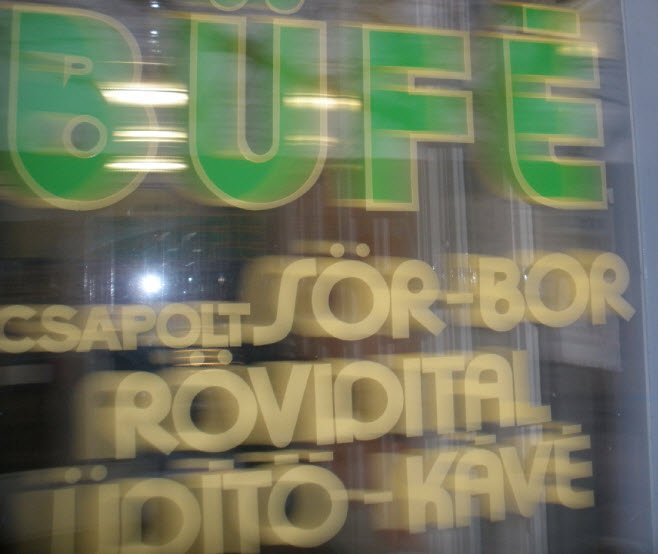 BÜFÉ
CSAPOLT SÖR-BOR
RÖVIDITAL
ÜDÍTŐ-KÁVÉ